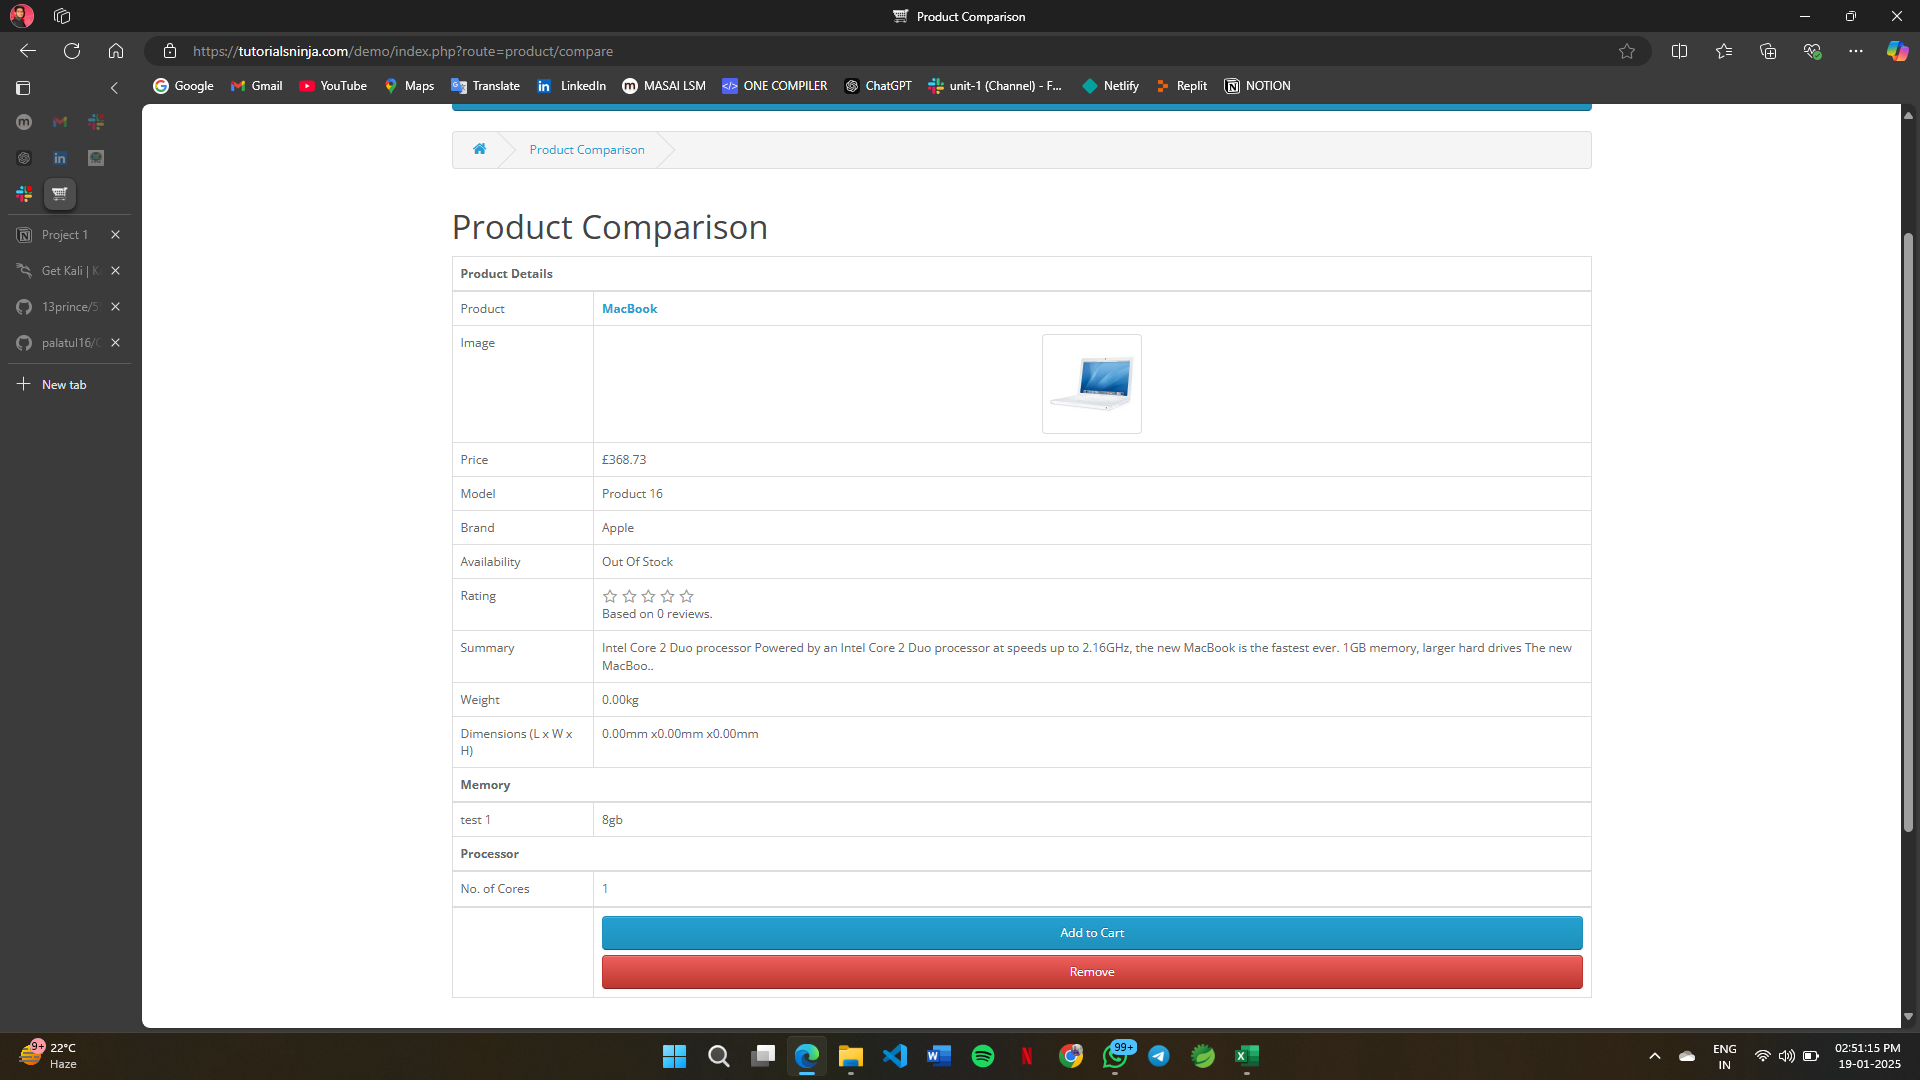 Product Comparison
https://tutorialsninja.com/demo/index.php?route=product/compare
Google
Gmail
YouTube
Maps
Translate
LinkedIn
MASAI LSM
ONE COMPILER
ChatGPT
unit-1 (Channel) - F...
Netlify
Replit
NOTION
Project 1
Get Kali |
13prince/5
palatul16/
New tab
Product Comparison
Product Comparison
Product Details
Product MacBook
Image
Price £368.73
Model Product 16
Brand Apple
Availability Out Of Stock
Rating
Based on 0 reviews.
Summary Intel Core 2 Duo processor Powered by an Intel Core 2 Duo processor at speeds up to 2.16GHz, the new MacBook is the fastest ever. 1GB memory, larger hard drives The new
MacBoo..
Weight 0.00kg
Dimensions (L x W x 0.00mm x0.00mm x0.00mm
H)
Memory
test 1 8gb
Processor
No. of Cores 1
Add to Cart
Remove
9+
22°C
Haze
99+
ENG
IN
02:51:15 PM
19-01-2025